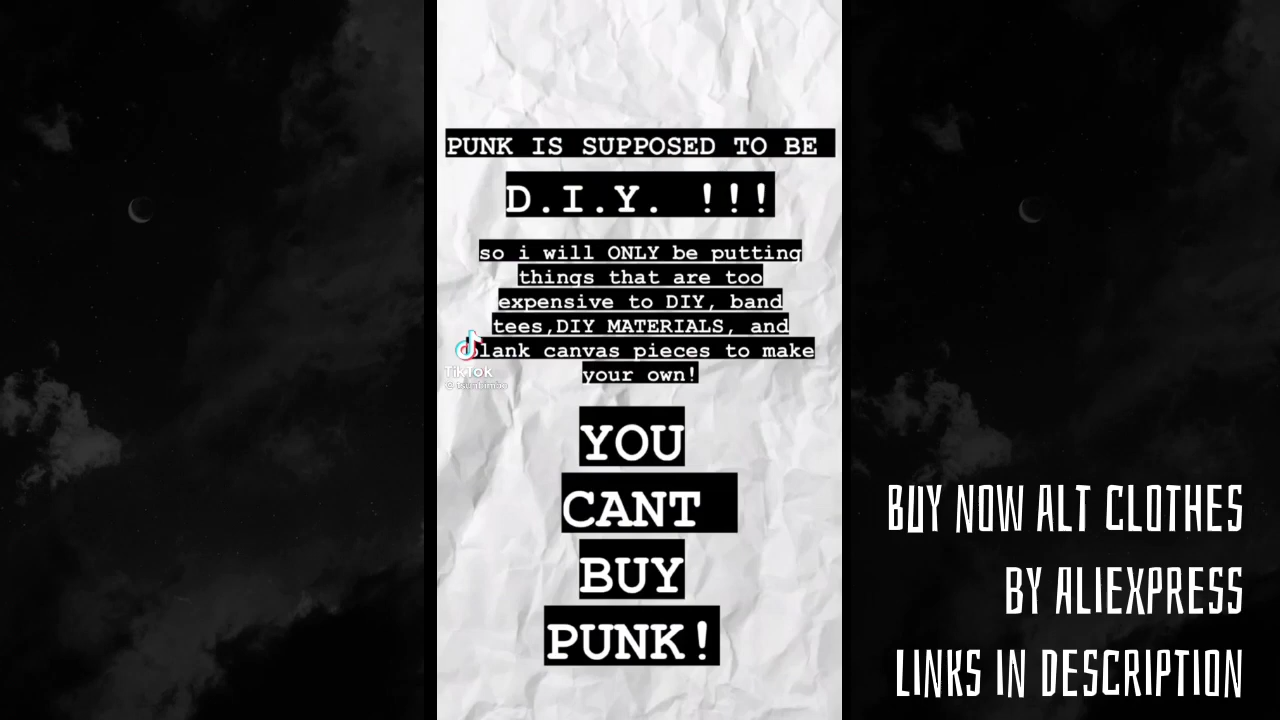 PUNK IS SUPPOSED TO BE
D.I.Y. !!!
so i will ONLY be putting
things that are too
expensive to DIY, band
tees,DIY MATERIALS, and
blank canvas pieces to make
your own!
TikTok
YOU
CANT
BUY
PUNK!
BUY NOW ALT CLOTHES
BY ALIEXPRESS
LINKS IN DESCRIPTION